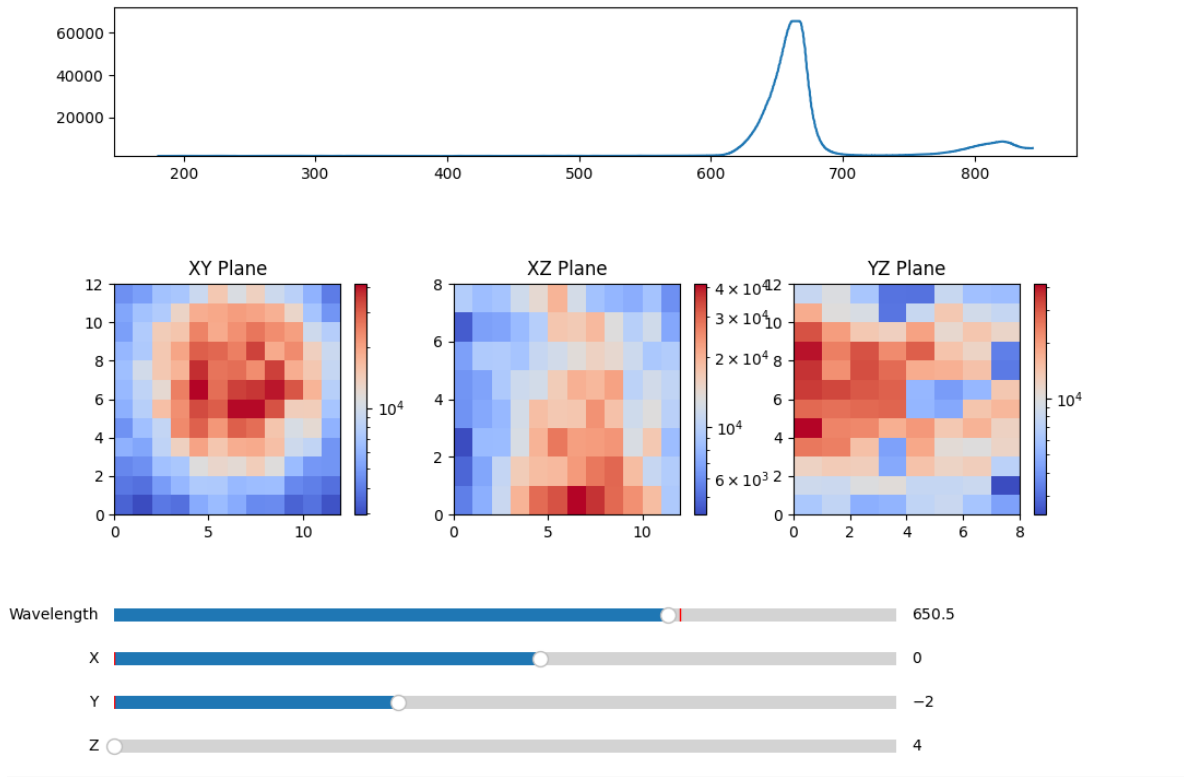 60000
40000
20000
200 300 400 500 600 700 800
XY Plane XZ Plane YZ Plane
12 8 4 × 10⁴ 12
10 3 × 10⁴ 10
8 6 2 × 10⁴ 8
6 10⁴ 4 6 10⁴
4 10⁴ 4
2 2 6 × 10³ 2
0 0 0
0 5 10 0 5 10 0 2 4 6 8
Wavelength 650.5
X 0
Y −2
Z 4